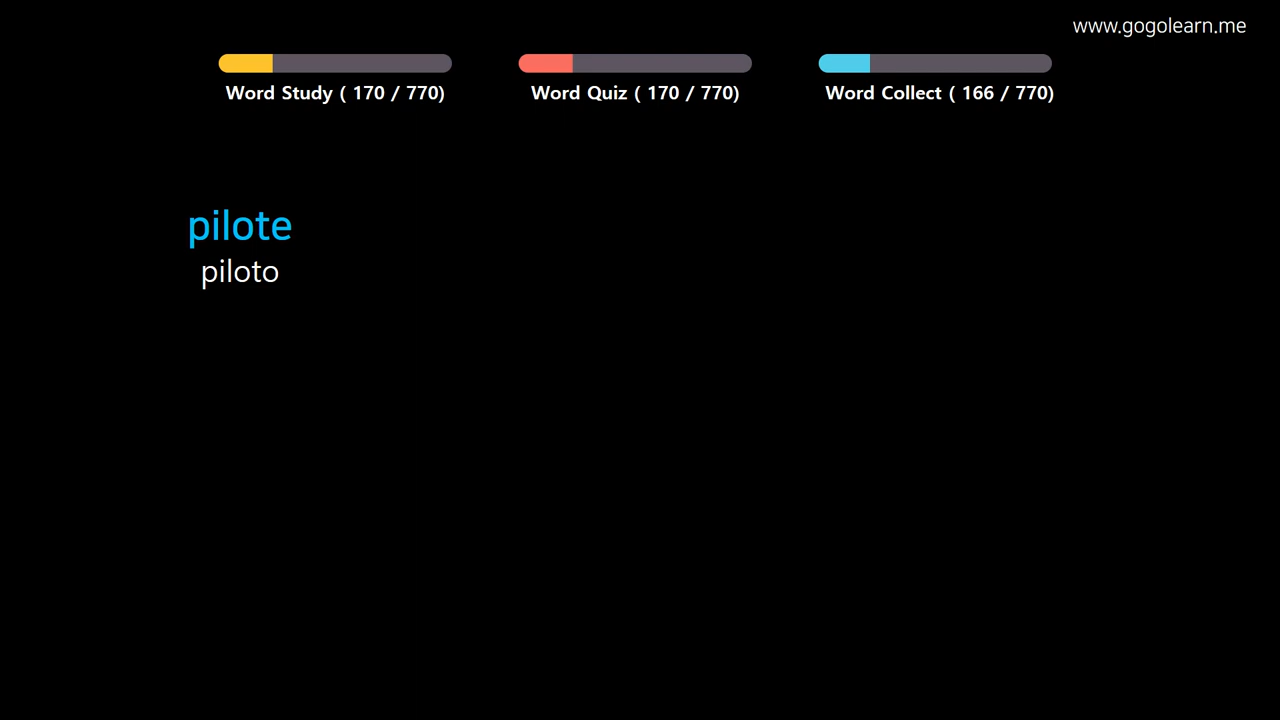 www.gogolearn.me
Word Study ( 170 / 770)
Word Quiz ( 170 / 770)
Word Collect ( 166 / 770)
pilote
piloto